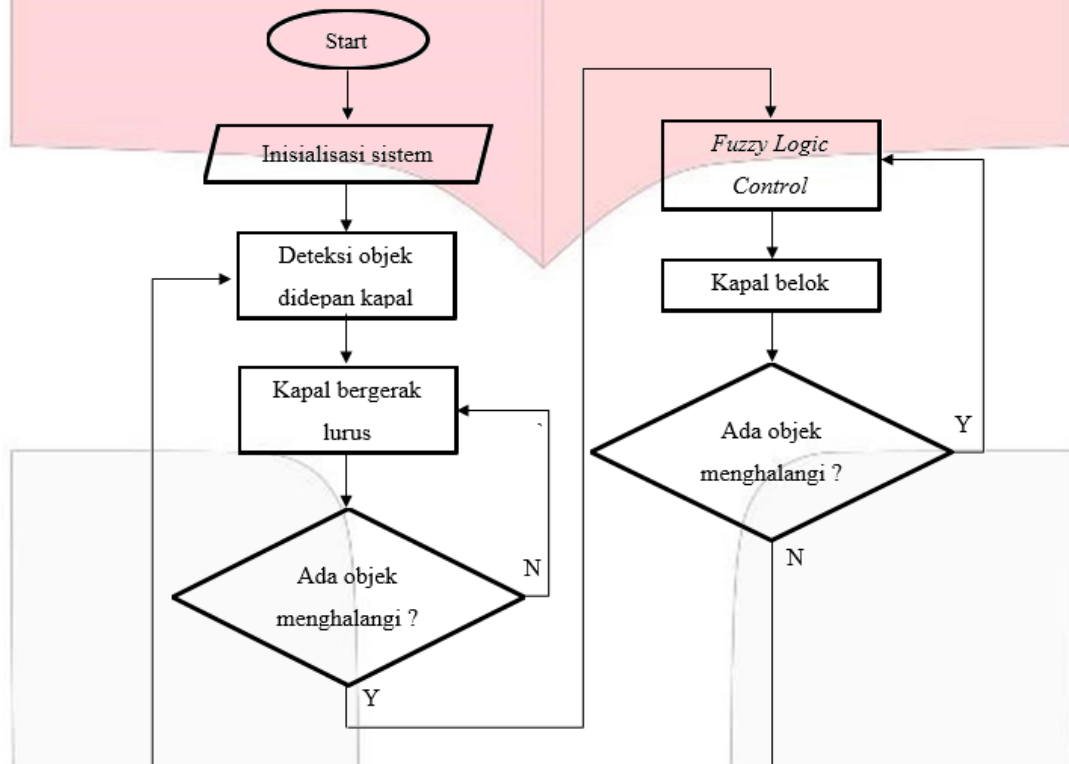 Start
Inisialisasi sistem
Deteksi objek
didepan kapal
Kapal bergerak
lurus
Ada objek
menghalangi ?
N
Y
Fuzzy Logic
Control
Kapal belok
Ada objek
menghalangi ?
Y
N